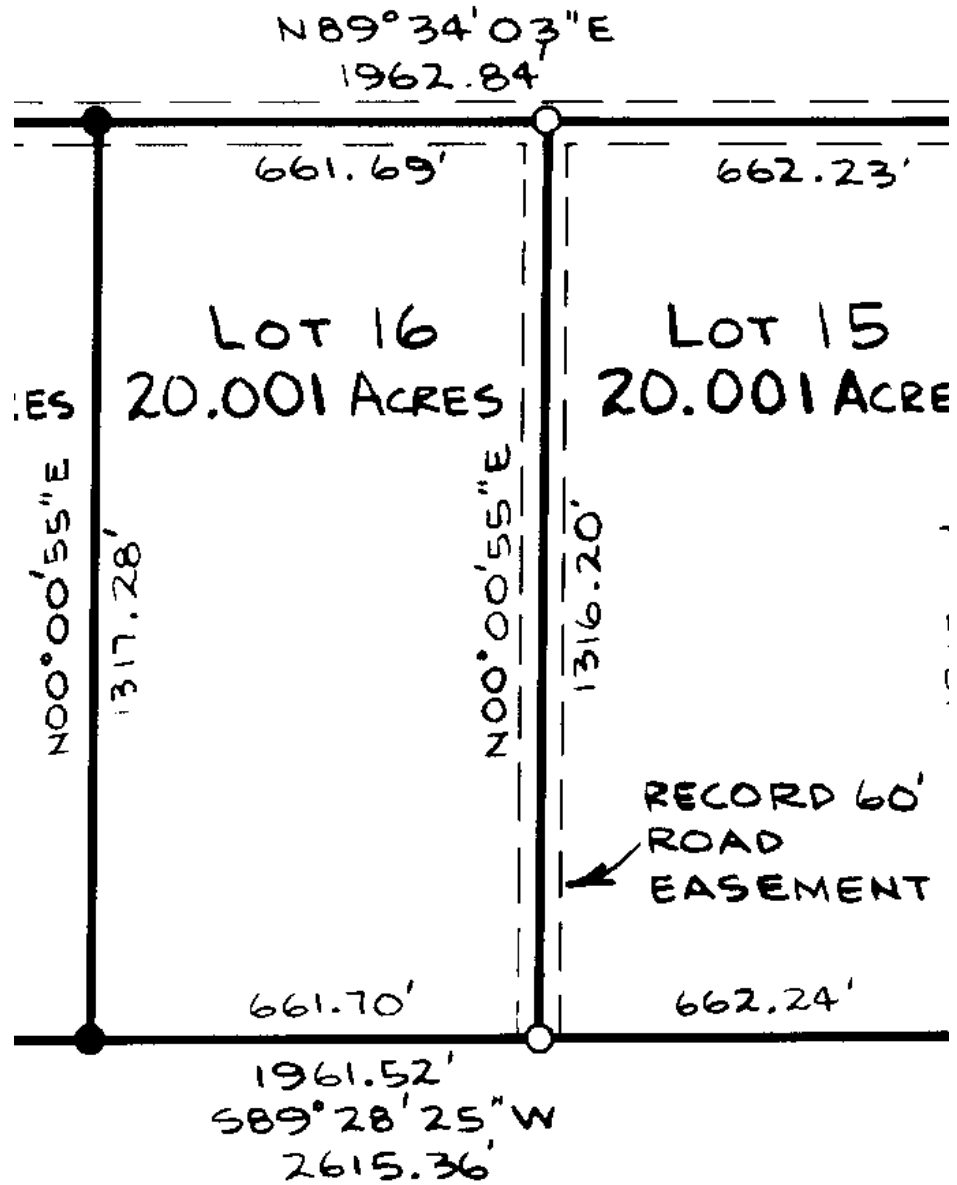 N89°34'03"E
1962.84'
661.69'
662.23'
LOT 16
20.001 ACRES
LOT 15
20.001 ACRE
.ES
N00°00'55"E
1317.28'
N00°00'55"E
1316.20'
RECORD 60'
ROAD
EASEMENT
661.70'
662.24'
1961.52'
S89°28'25"W
2615.36'